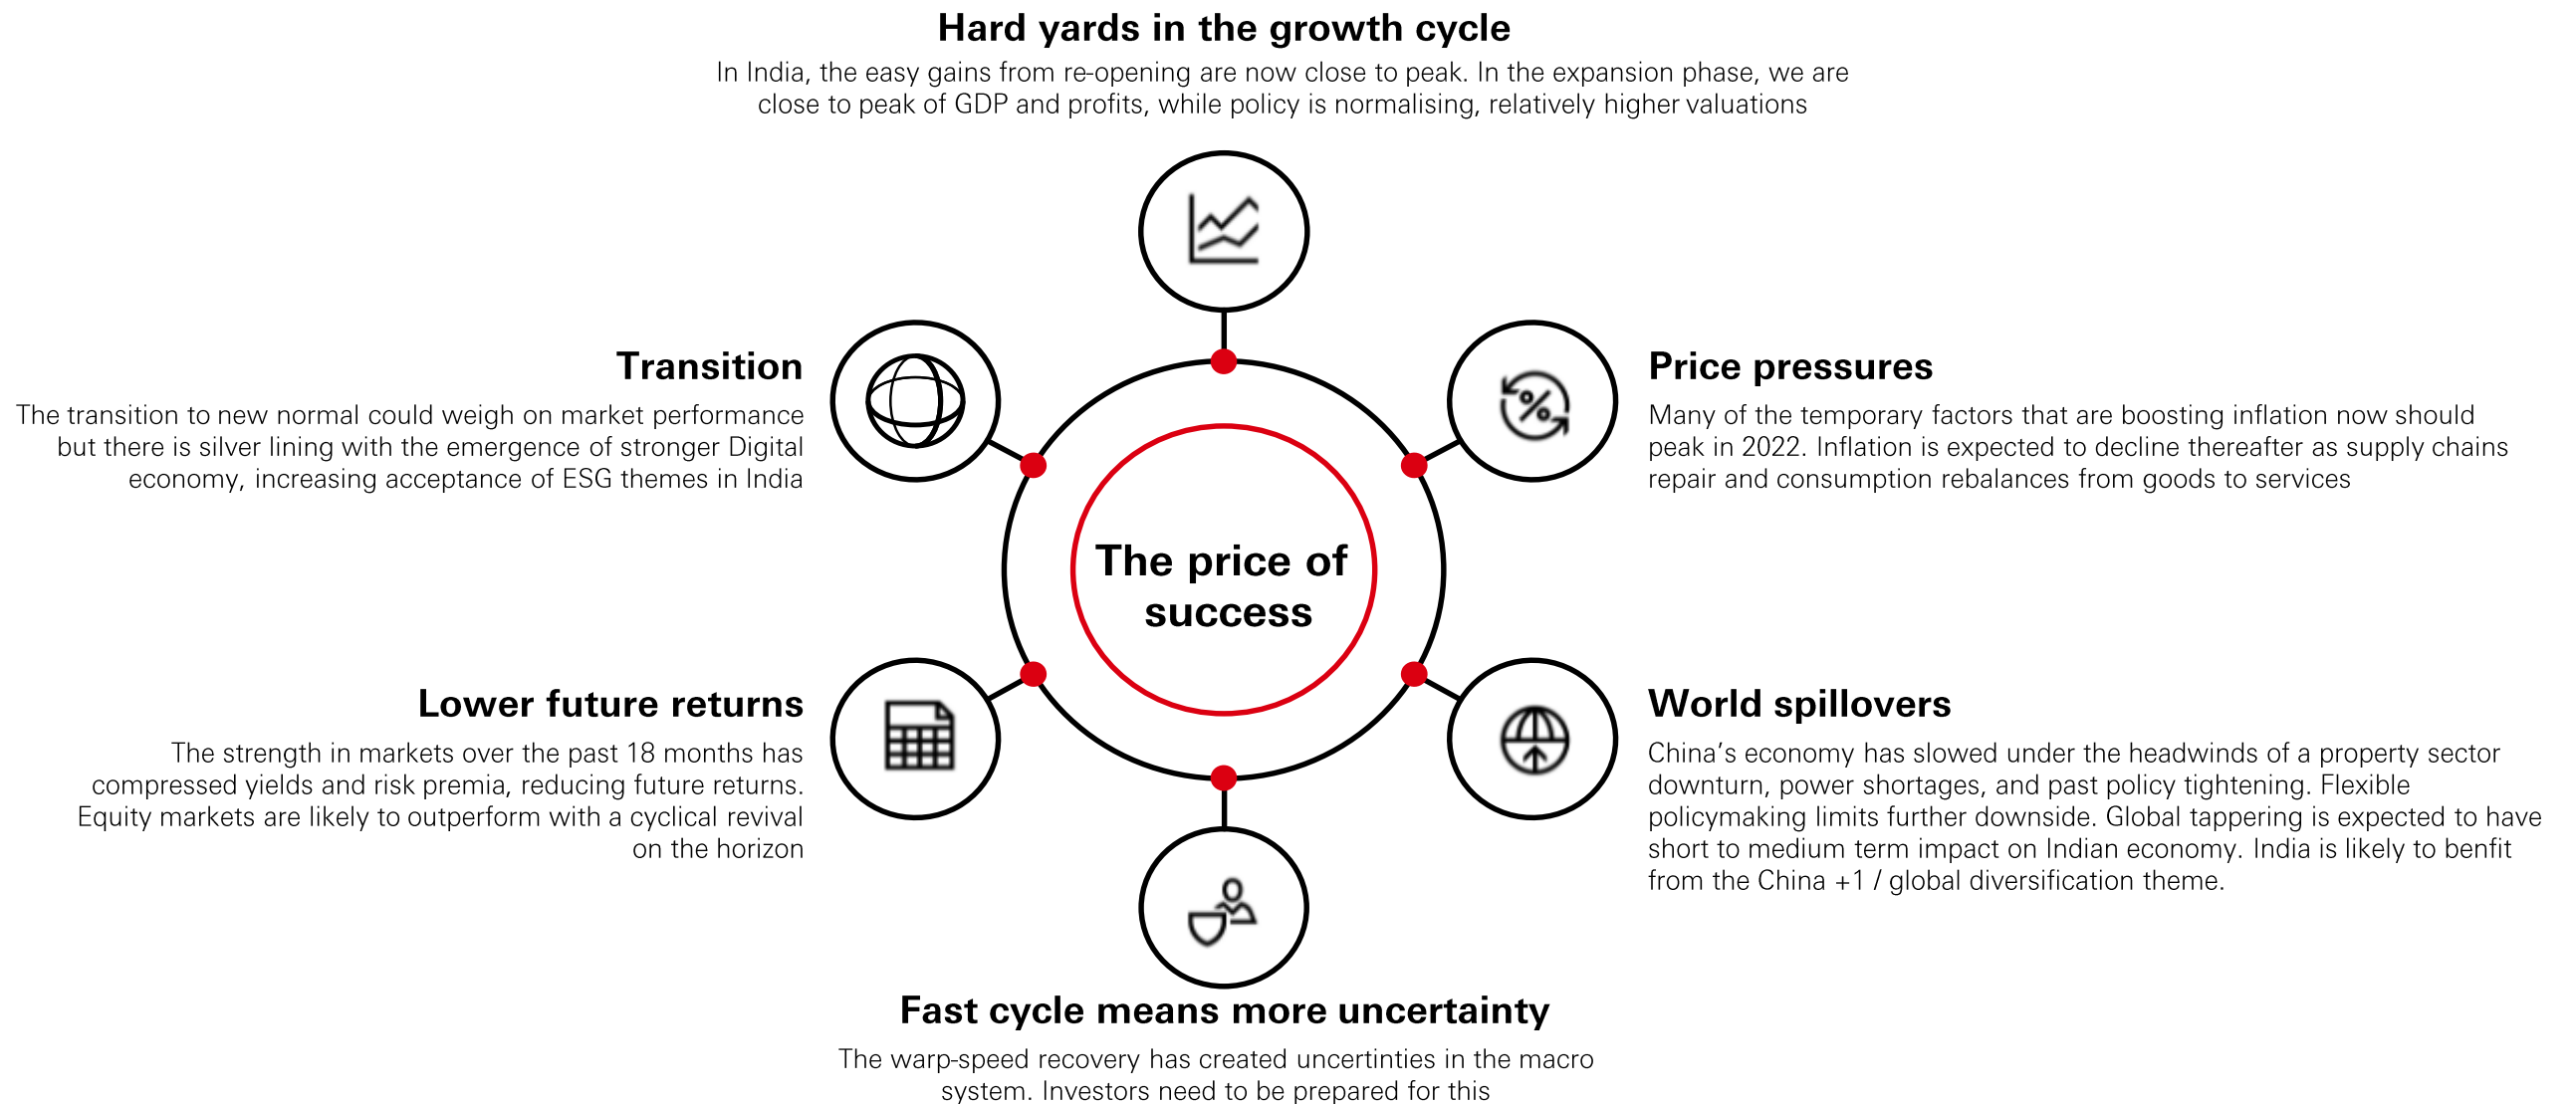 Hard yards in the growth cycle
In India, the easy gains from re-opening are now close to peak. In the expansion phase, we are
close to peak of GDP and profits, while policy is normalising, relatively higher valuations
Transition
The transition to new normal could weigh on market performance
but there is silver lining with the emergence of stronger Digital
economy, increasing acceptance of ESG themes in India
Price pressures
Many of the temporary factors that are boosting inflation now should
peak in 2022. Inflation is expected to decline thereafter as supply chains
repair and consumption rebalances from goods to services
The price of
success
Lower future returns
The strength in markets over the past 18 months has
compressed yields and risk premia, reducing future returns.
Equity markets are likely to outperform with a cyclical revival
on the horizon
World spillovers
China’s economy has slowed under the headwinds of a property sector
downturn, power shortages, and past policy tightening. Flexible
policymaking limits further downside. Global tappering is expected to have
short to medium term impact on Indian economy. India is likely to benfit
from the China +1 / global diversification theme.
Fast cycle means more uncertainty
The warp-speed recovery has created uncertinties in the macro
system. Investors need to be prepared for this